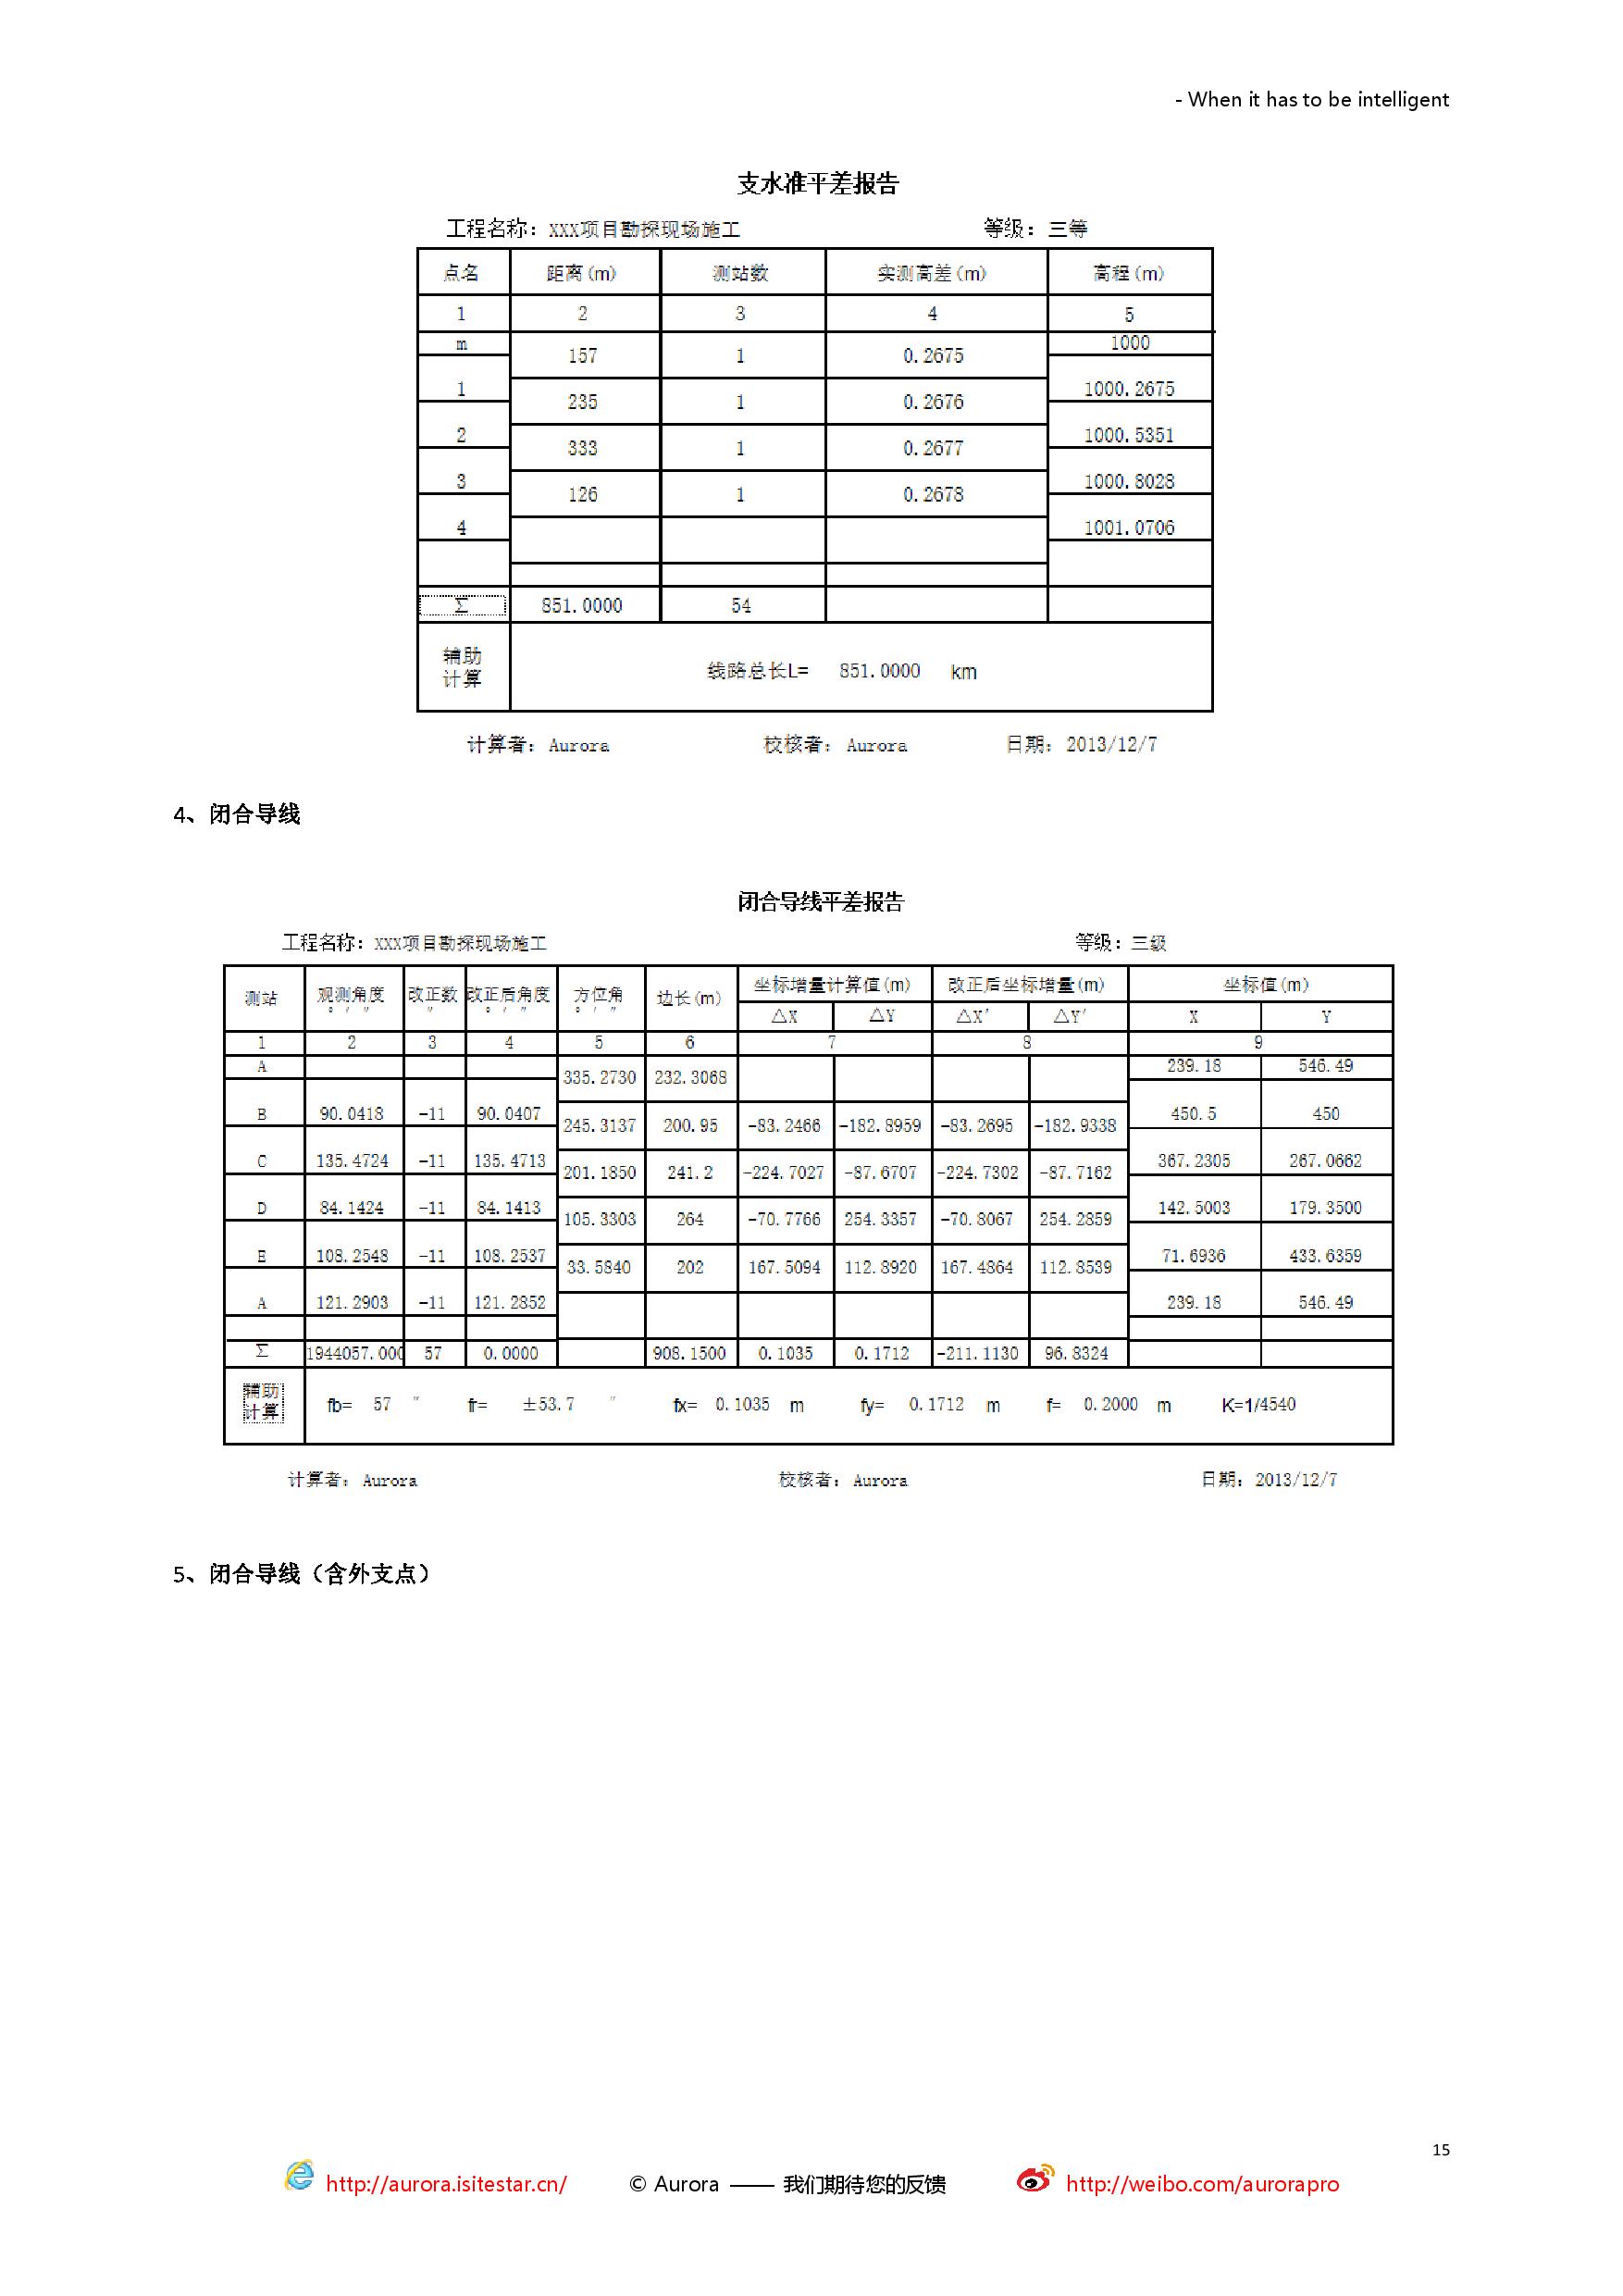 - When it has to be intelligent
支水准平差报告
工程名称：XXX项目勘探现场施工 等级：三等
点名 距离(m) 测站数 实测高差(m) 高程(m)
1 2 3 4 5
m 1000
157 1 0.2675
1 1000.2675
235 1 0.2676
2 1000.5351
333 1 0.2677
3 1000.8028
126 1 0.2678
4 1001.0706
Σ 851.0000 54
辅助
计算
线路总长L= 851.0000 km
计算者：Aurora 校核者：Aurora 日期：2013/12/7
4、闭合导线
闭合导线平差报告
工程名称：XXX项目勘探现场施工 等级：三级
测站 观测角度 改正数 改正后角度 方位角 边长(m) 坐标增量计算值(m) 改正后坐标增量(m) 坐标值(m)
° ′ ″ ″ ° ′ ″ ° ′ ″ △X △Y △X′ △Y′ X Y
1 2 3 4 5 6 7 8 9
A 239.18 546.49
335.2730 232.3068
B 90.0418 -11 90.0407 450.5 450
245.3137 200.95 -83.2466 -182.8959 -83.2695 -182.9338
C 135.4724 -11 135.4713 367.2305 267.0662
201.1850 241.2 -224.7027 -87.6707 -224.7302 -87.7162
D 84.1424 -11 84.1413 142.5003 179.3500
105.3303 264 -70.7766 254.3357 -70.8067 254.2859
E 108.2548 -11 108.2537 71.6936 433.6359
33.5840 202 167.5094 112.8920 167.4864 112.8539
A 121.2903 -11 121.2852 239.18 546.49
Σ 1944057.000 57 0.0000 908.1500 0.1035 0.1712 -211.1130 96.8324
辅助
计算
fb= 57 ″ fr= ±53.7 ″ fx= 0.1035 m fy= 0.1712 m f= 0.2000 m K=1/4540
计算者：Aurora 校核者：Aurora 日期：2013/12/7
5、闭合导线（含外支点）
15
http://aurora.isitestar.cn/ © Aurora —— 我们期待您的反馈 http://weibo.com/aurorapro